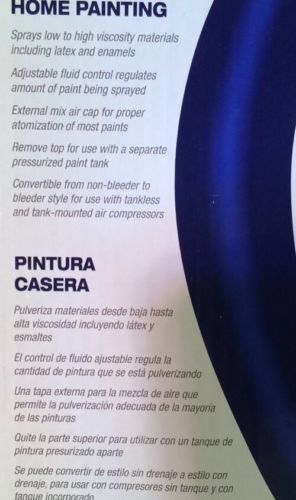 HOME PAINTING
Sprays low to high viscosity materials
including latex and enamels
Adjustable fluid control regulates
amount of paint being sprayed
External mix air cap for proper
atomization of most paints
Remove top for use with a separate
pressurized paint tank
Convertible from non-bleeder to
bleeder style for use with tankless
and tank-mounted air compressors
PINTURA
CASERA
Pulveriza materiales desde baja hasta
alta viscosidad incluyendo látex y
esmaltes
El control de fluido ajustable regula la
cantidad de pintura que se está pulverizando
Una tapa externa para la mezcla de aire que
permite la pulverización adecuada de la mayoría
de las pinturas
Quite la parte superior para utilizar con un tanque de
pintura presurizado aparte
Se puede convertir de estilo sin drenaje a estilo con
drenaje, para usar con compresores sin tanque y con
tanque incorporado